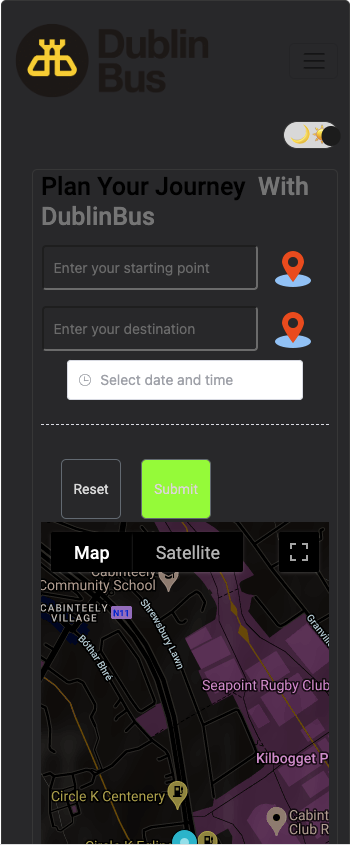 Dublin
Bus
Plan Your Journey With
DublinBus
Enter your starting point
Enter your destination
Select date and time
Reset
Submit
Map
Satellite
Cabinteely
Community School
CABINTEELY
VILLAGE
N11
Shrewsbury Lawn
Bóthar Bhré
Granvil
Seapoint Rugby Club
Kilbogget P
Circle K Centenery
Cabint
Club R
Circle K